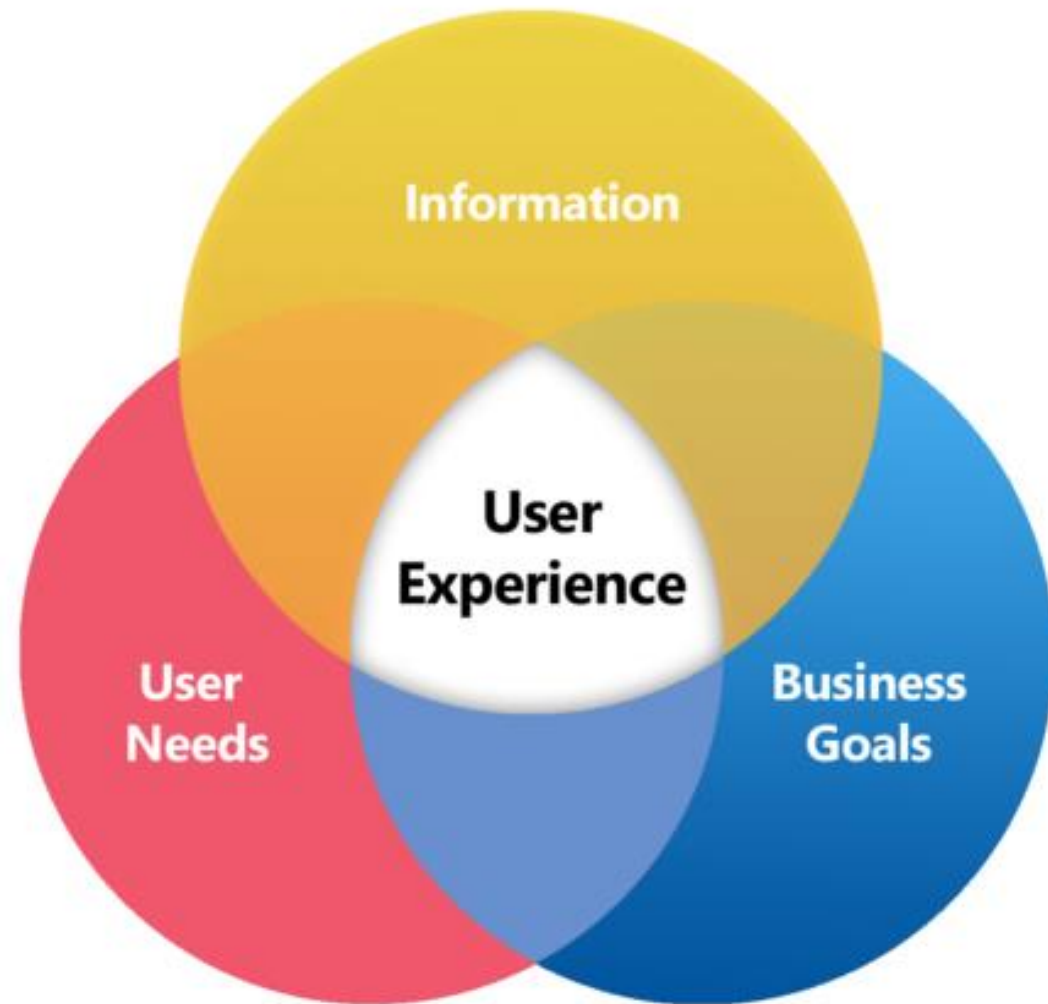 Information
User
Experience
User
Needs
Business
Goals